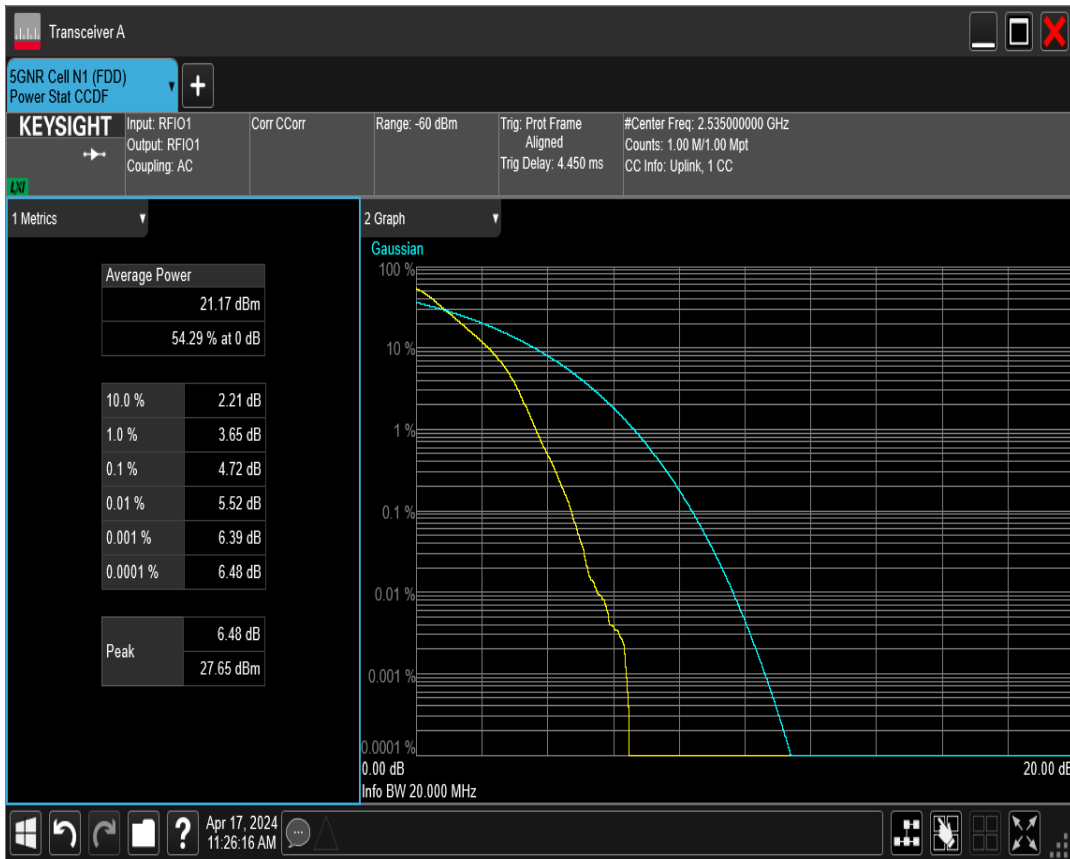 Transceiver A
5GNR Cell N1 (FDD)
Power Stat CCDF
+
KEYSIGHT
LXI
Input: RFIO1
Output: RFIO1
Coupling: AC
Corr CCorr
Range: -60 dBm
Trig: Prot Frame
Aligned
Trig Delay: 4.450 ms
#Center Freq: 2.535000000 GHz
Counts: 1.00 M/1.00 Mpt
CC Info: Uplink, 1 CC
1 Metrics
Average Power
21.17 dBm
54.29 % at 0 dB
10.0 % 2.21 dB
1.0 % 3.65 dB
0.1 % 4.72 dB
0.01 % 5.52 dB
0.001 % 6.39 dB
0.0001 % 6.48 dB
Peak
6.48 dB
27.65 dBm
2 Graph
Gaussian
100 %
10 %
1 %
0.1 %
0.01 %
0.001 %
0.0001 %
0.00 dB 20.00 dB
Info BW 20.000 MHz
?
Apr 17, 2024
11:26:16 AM